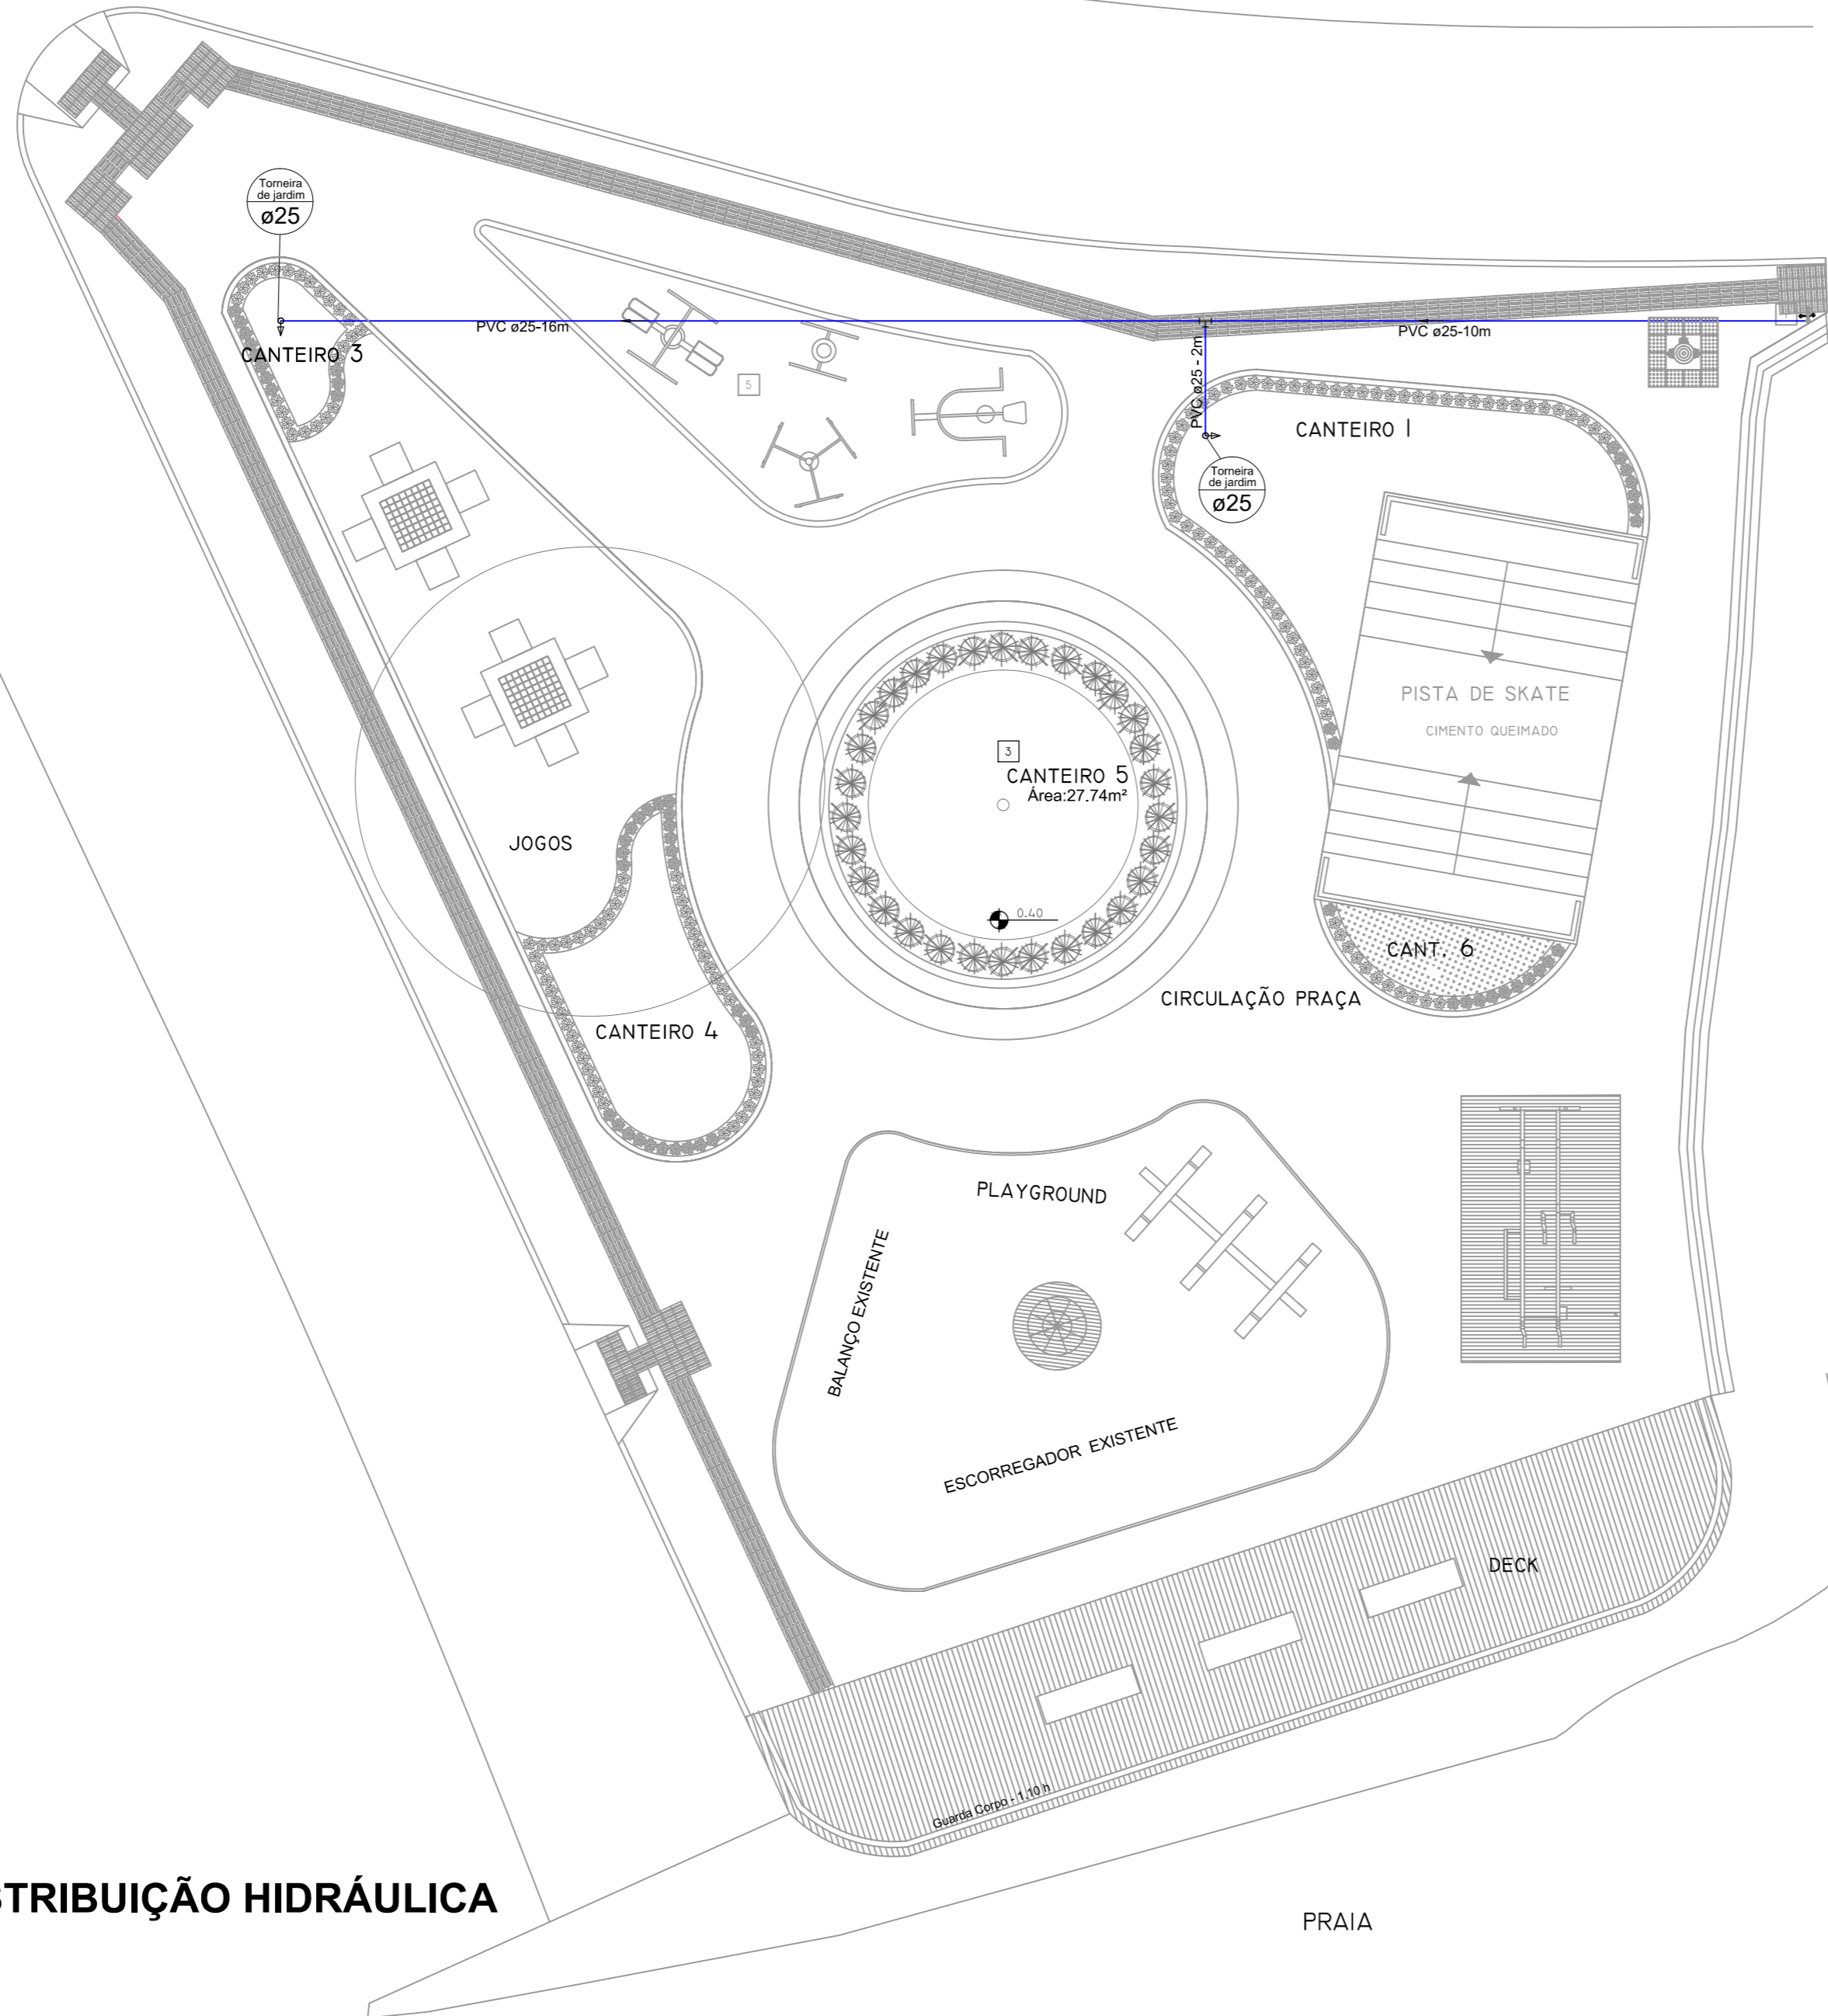 Torneira
de jardim
ø25
PVC ø25-16m
PVC ø25-10m
PVC ø25 - 2m
CANTEIRO 3
5
CANTEIRO 1
Torneira
de jardim
ø25
PISTA DE SKATE
CIMENTO QUEIMADO
3
CANTEIRO 5
Área:27.74m²
JOGOS
0.40
CANT. 6
CIRCULAÇÃO PRAÇA
CANTEIRO 4
PLAYGROUND
BALANÇO EXISTENTE
ESCORREGADOR EXISTENTE
DECK
Guarda Corpo - 1.10 h
STRIBUIÇÃO HIDRÁULICA
PRAIA